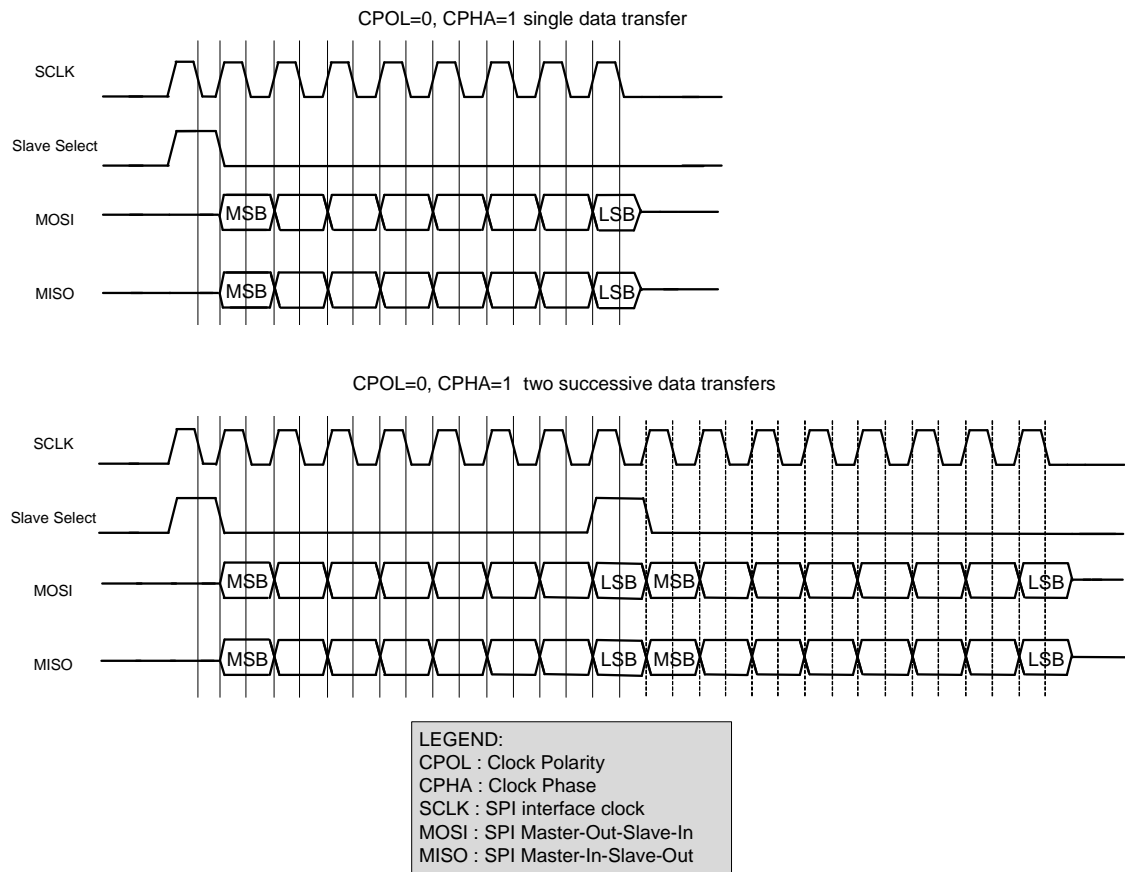 CPOL=0, CPHA=1 single data transfer
SCLK
Slave Select
MOSI
MSB LSB
MISO
MSB LSB
CPOL=0, CPHA=1 two successive data transfers
SCLK
Slave Select
MOSI
MSB LSB MSB LSB
MISO
MSB LSB MSB LSB
LEGEND:
CPOL : Clock Polarity
CPHA : Clock Phase
SCLK : SPI interface clock
MOSI : SPI Master-Out-Slave-In
MISO : SPI Master-In-Slave-Out